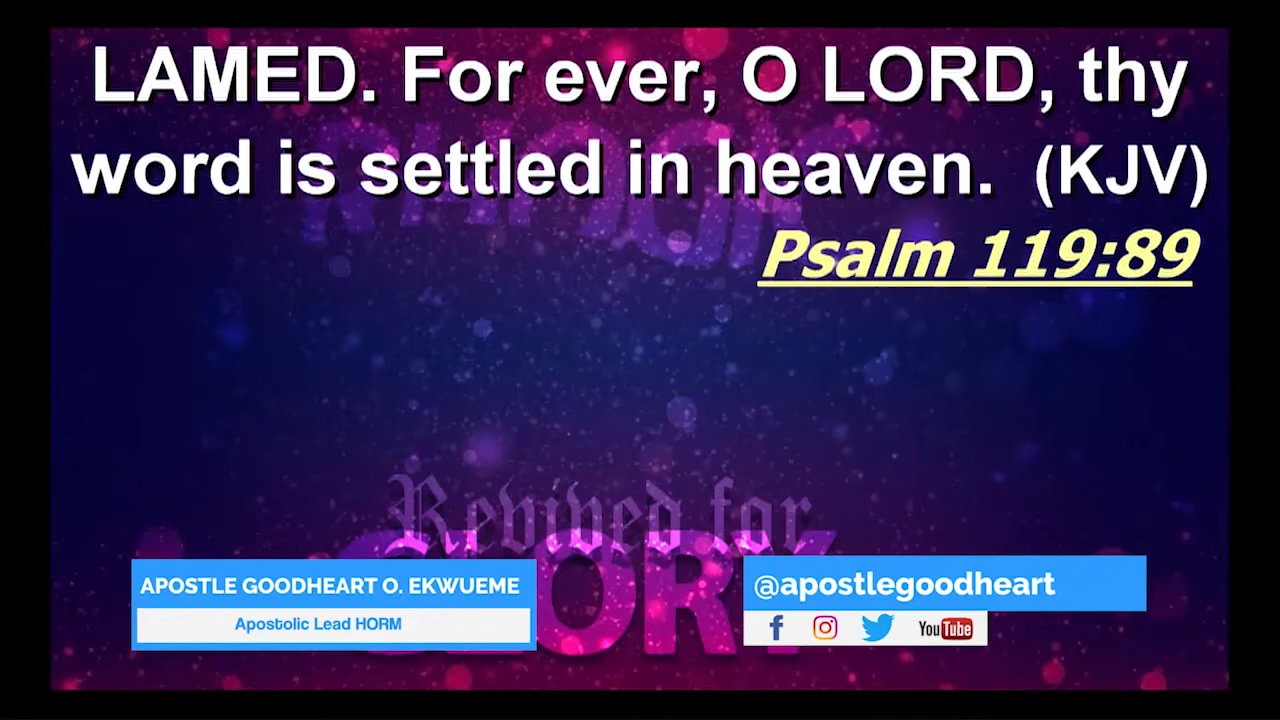 LAMED. For ever, O LORD, thy
word is settled in heaven. (KJV)
Psalm 119:89
Revived for
GLORY
APOSTLE GOODHEART O. EKWUEME
Apostolic Lead HORM
@apostlegoodheart
YouTube